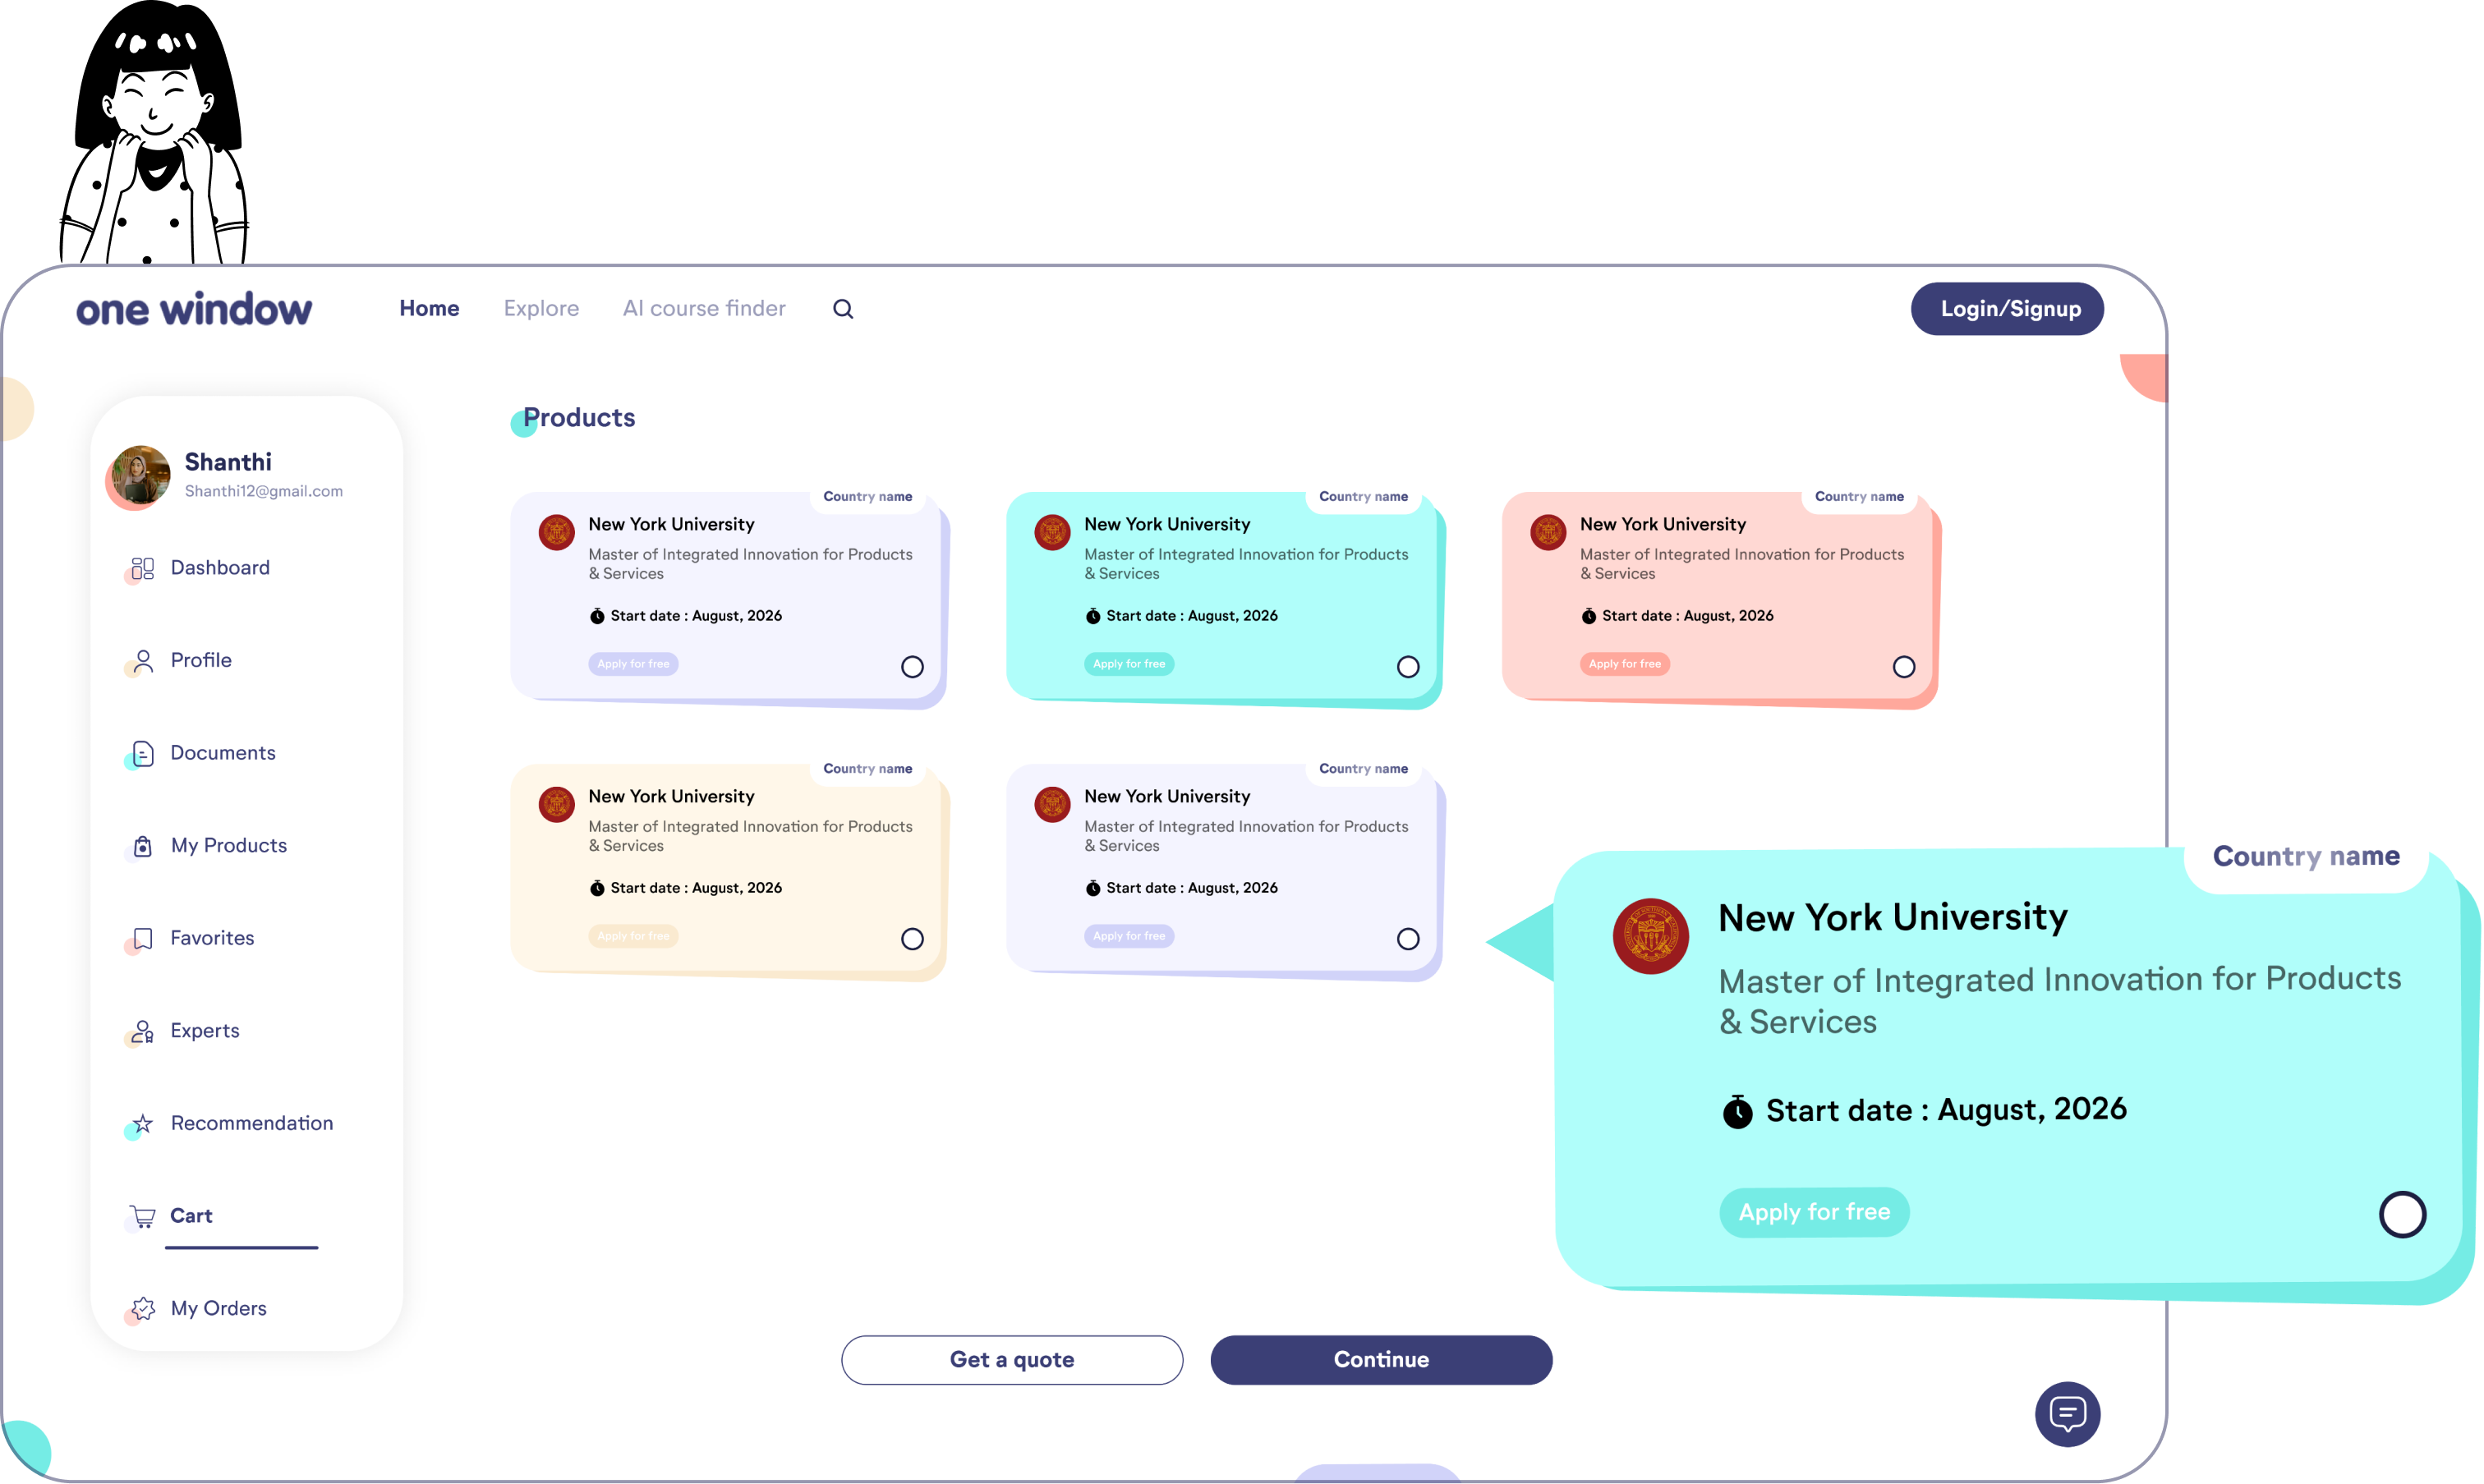 one window
Home
Explore
AI course finder
Login/Signup
Shanthi
Shanthi12@gmail.com
Dashboard
Profile
Documents
My Products
Favorites
Experts
Recommendation
Cart
My Orders
Products
Country name
New York University
Master of Integrated Innovation for Products
& Services
Start date : August, 2026
Apply for free
Country name
New York University
Master of Integrated Innovation for Products
& Services
Start date : August, 2026
Apply for free
Country name
New York University
Master of Integrated Innovation for Products
& Services
Start date : August, 2026
Apply for free
Country name
New York University
Master of Integrated Innovation for Products
& Services
Start date : August, 2026
Apply for free
Country name
New York University
Master of Integrated Innovation for Products
& Services
Start date : August, 2026
Apply for free
Country name
New York University
Master of Integrated Innovation for Products
& Services
Start date : August, 2026
Apply for free
Get a quote
Continue